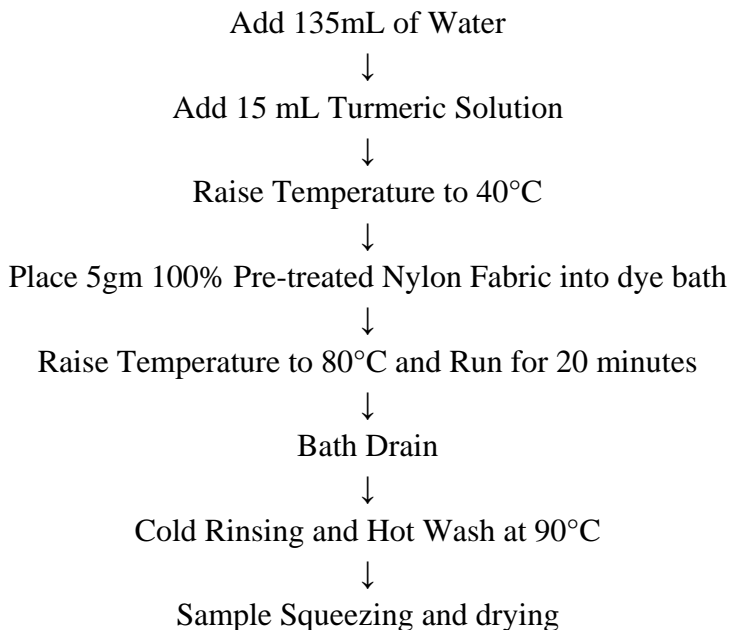 Add 135mL of Water
↓
Add 15 mL Turmeric Solution
↓
Raise Temperature to 40°C
↓
Place 5gm 100% Pre-treated Nylon Fabric into dye bath
↓
Raise Temperature to 80°C and Run for 20 minutes
↓
Bath Drain
↓
Cold Rinsing and Hot Wash at 90°C
↓
Sample Squeezing and drying